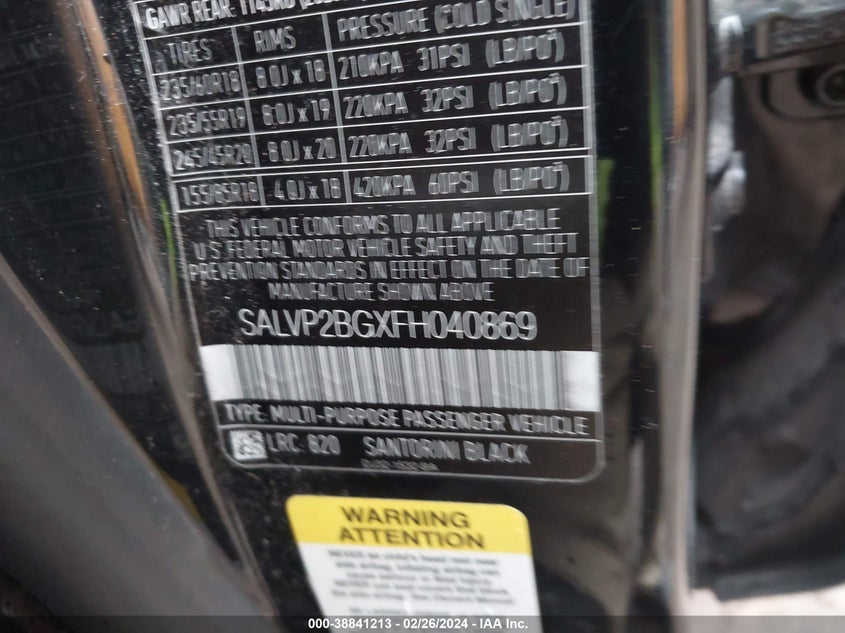 GAWR REAR: 1145KG
TIRES RIMS PRESSURE (COLD SINGLE)
235/60R18 8.0J x 18 210KPA 31PSI (LB/PO²)
235/55R19 8.0J x 19 220KPA 32PSI (LB/PO²)
245/45R20 8.0J x 20 220KPA 32PSI (LB/PO²)
155/85R18 4.0J x 18 420KPA 60PSI (LB/PO²)
THIS VEHICLE CONFORMS TO ALL APPLICABLE
U.S. FEDERAL MOTOR VEHICLE SAFETY AND THEFT
PREVENTION STANDARDS IN EFFECT ON THE DATE OF
MANUFACTURE SHOWN ABOVE
SALVP2BGXFH040869
TYPE: MULTI-PURPOSE PASSENGER VEHICLE
LRC: 820 SANTORINI BLACK
WARNING
ATTENTION
000-38841213 - 02/26/2024 - IAA Inc.